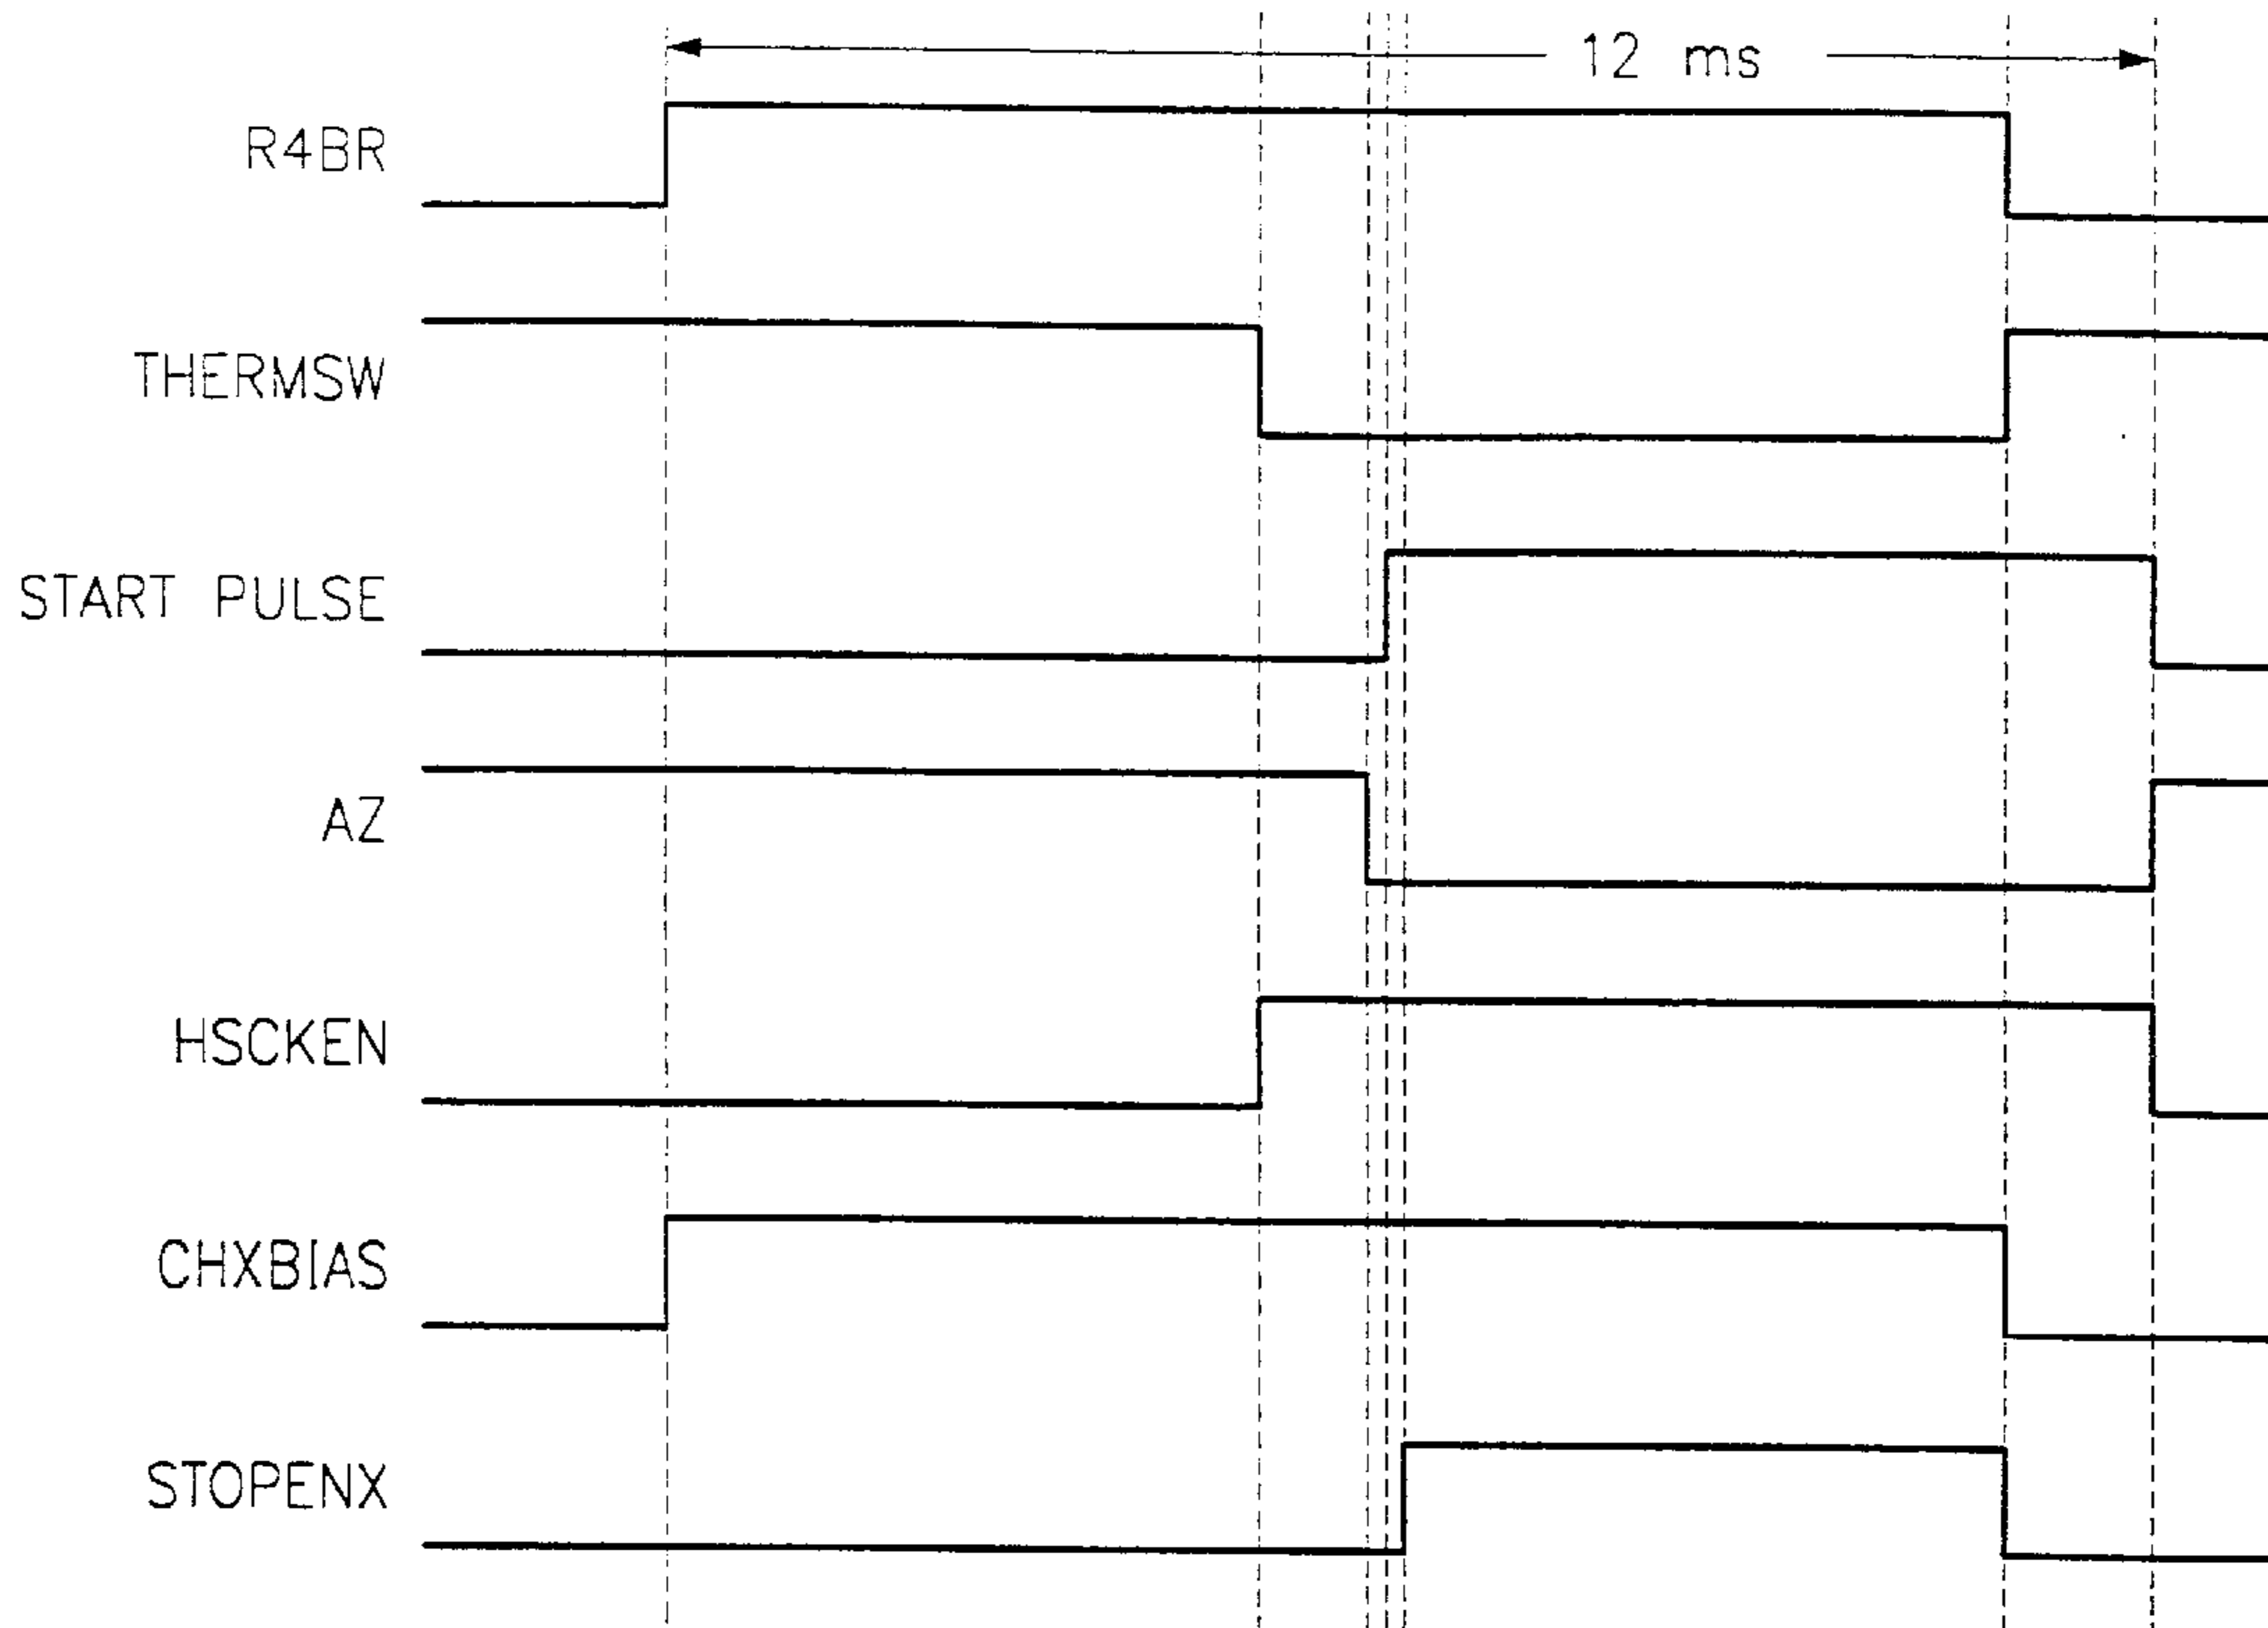 12 ms
R4BR
THERMSW
START PULSE
AZ
HSCKEN
CHXBIAS
STOPENX